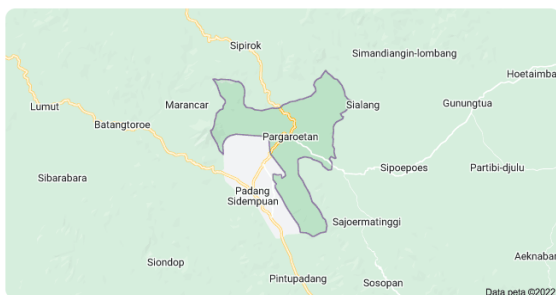 Sipirok
Simandiangin-lombang
Hoetaimba
Lumut
Marancar
Sialang
Gunungtua
Batangtoroe
Pargaroetan
Sibarabara
Sipoepoes
Partibi-djulu
Padang
Sidempuan
Sajoermatinggi
Siondop
Aeknabar
Pintupadang
Sosopan
Data peta ©2022